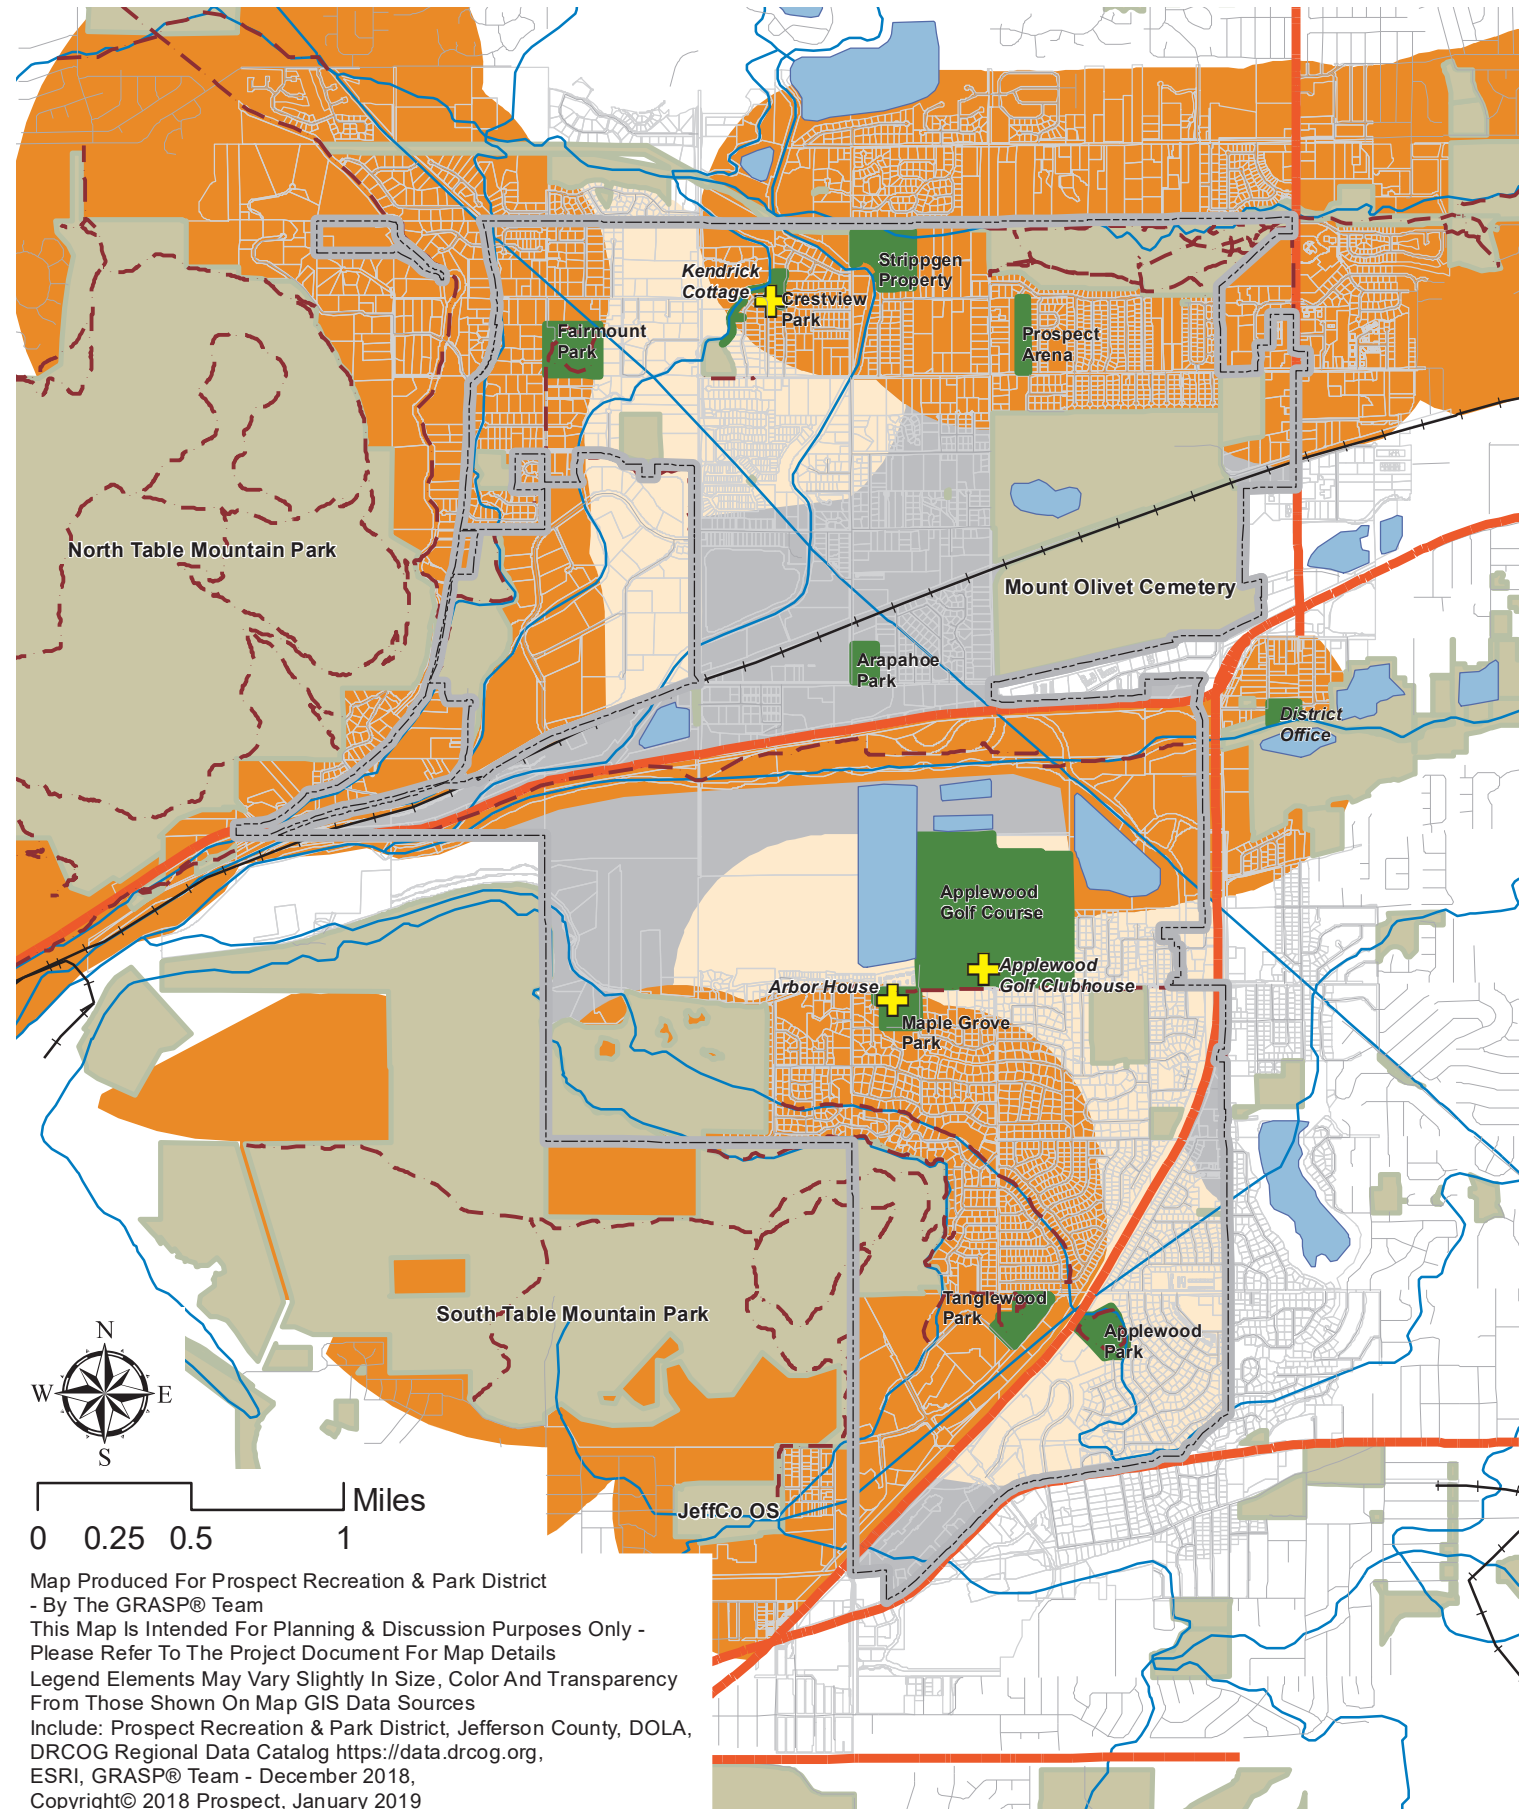 Kendrick
Cottage
Crestview
Park
Strippgen
Property
Fairmount
Park
Prospect
Arena
North Table Mountain Park
Mount Olivet Cemetery
Arapahoe
Park
District
Office
Applewood
Golf Course
Applewood
Golf Clubhouse
Arbor House
Maple Grove
Park
Tanglewood
Park
Applewood
Park
South Table Mountain Park
JeffCo OS
N
W
E
S
Miles
0 0.25 0.5 1
Map Produced For Prospect Recreation & Park District
- By The GRASP® Team
This Map Is Intended For Planning & Discussion Purposes Only -
Please Refer To The Project Document For Map Details
Legend Elements May Vary Slightly In Size, Color And Transparency
From Those Shown On Map GIS Data Sources
Include: Prospect Recreation & Park District, Jefferson County, DOLA,
DRCOG Regional Data Catalog https://data.drcog.org,
ESRI, GRASP® Team - December 2018,
Copyright© 2018 Prospect, January 2019